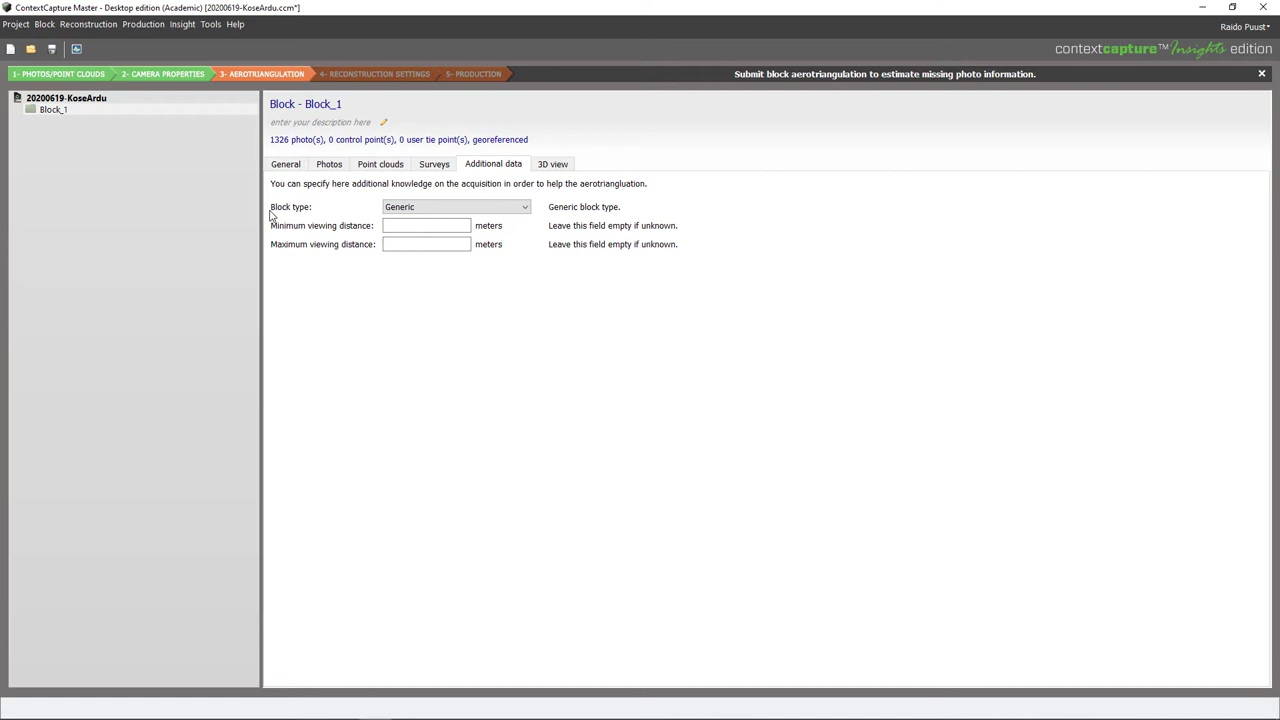 ContextCapture Master - Desktop edition (Academic) [20200619-KoseArdu.ccm*]
Project Block Reconstruction Production Insight Tools Help
Raido Puust
contextcapture™ Insights edition
1- PHOTOS/POINT CLOUDS 2- CAMERA PROPERTIES 3- AEROTRIANGULATION 4- RECONSTRUCTION SETTINGS 5- PRODUCTION Submit block aerotriangulation to estimate missing photo information.
20200619-KoseArdu
Block_1
Block - Block_1
enter your description here
1326 photo(s), 0 control point(s), 0 user tie point(s), georeferenced
General Photos Point clouds Surveys Additional data 3D view
You can specify here additional knowledge on the acquisition in order to help the aerotriangluation.
Block type: Generic Generic block type.
Minimum viewing distance: meters Leave this field empty if unknown.
Maximum viewing distance: meters Leave this field empty if unknown.